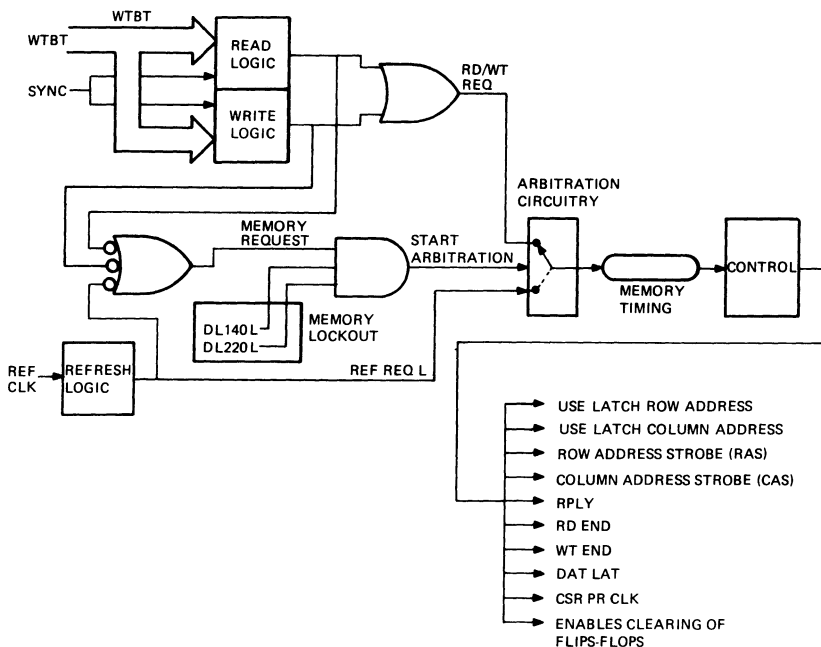 WTBT
WTBT
SYNC
READ
LOGIC
WRITE
LOGIC
RD/WT
REQ
ARBITRATION
CIRCUITRY
MEMORY
REQUEST
START
ARBITRATION
DL140L
DL220L
MEMORY
LOCKOUT
MEMORY
TIMING
CONTROL
REF
CLK
REFRESH
LOGIC
REF REQ L
USE LATCH ROW ADDRESS
USE LATCH COLUMN ADDRESS
ROW ADDRESS STROBE (RAS)
COLUMN ADDRESS STROBE (CAS)
RPLY
RD END
WT END
DAT LAT
CSR PR CLK
ENABLES CLEARING OF
FLIPS-FLOPS